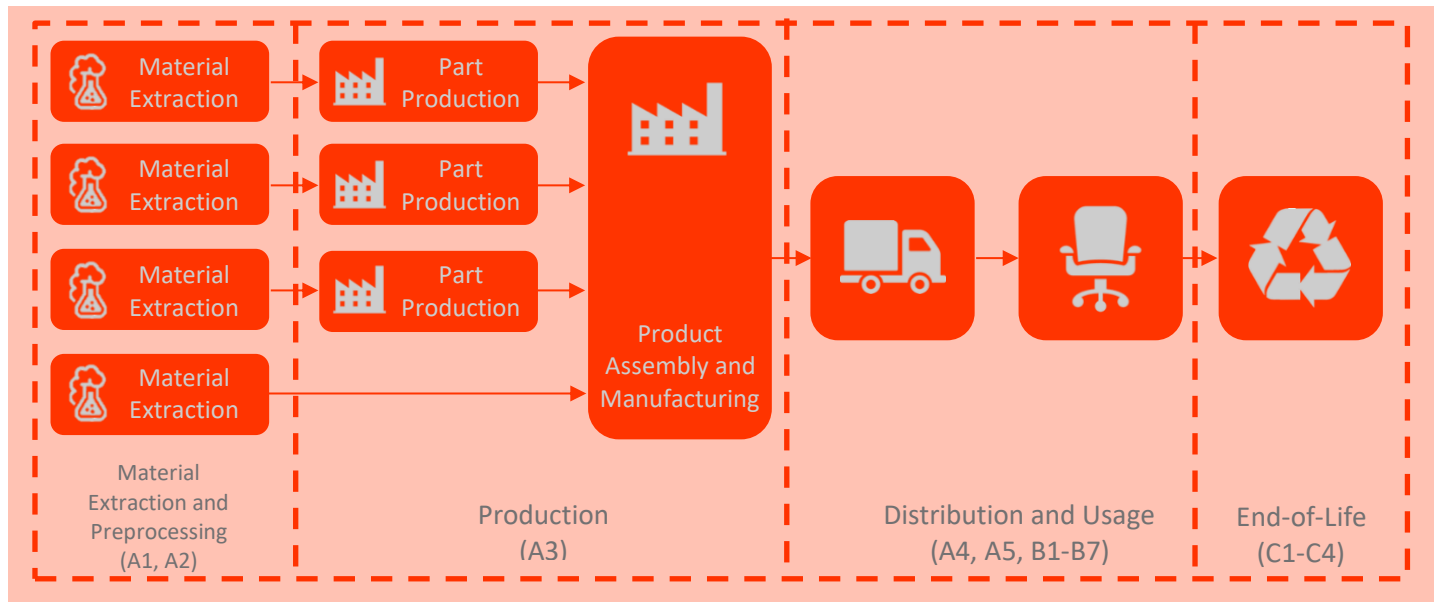 Material
Extraction
Part
Production
Material
Extraction
Part
Production
Material
Extraction
Part
Production
Material
Extraction
Product
Assembly and
Manufacturing
Material
Extraction and
Preprocessing
(A1, A2)
Production
(A3)
Distribution and Usage
(A4, A5, B1-B7)
End-of-Life
(C1-C4)